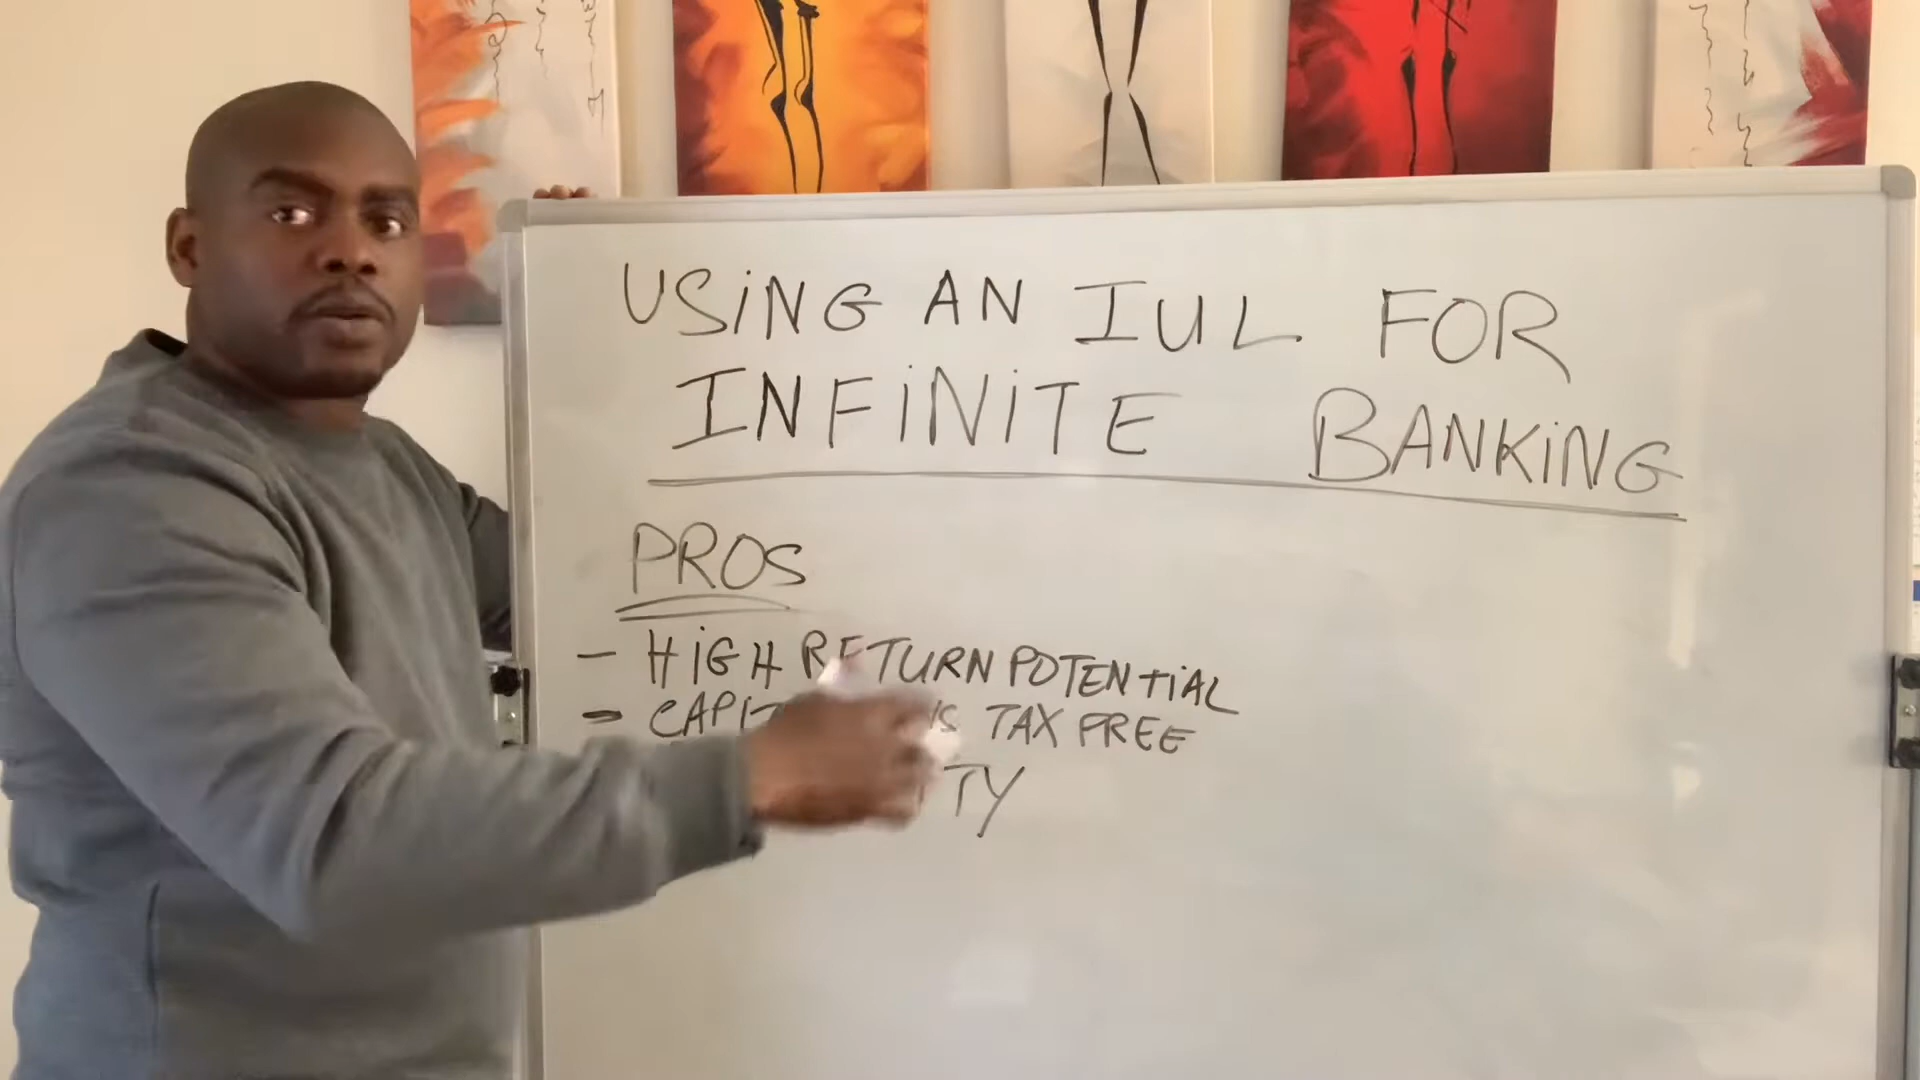 USiNG AN IUL FOR
INFiNiTE BANKiNG
PROS
- HiGH RETURN POTENTiAL
- TAX FREE